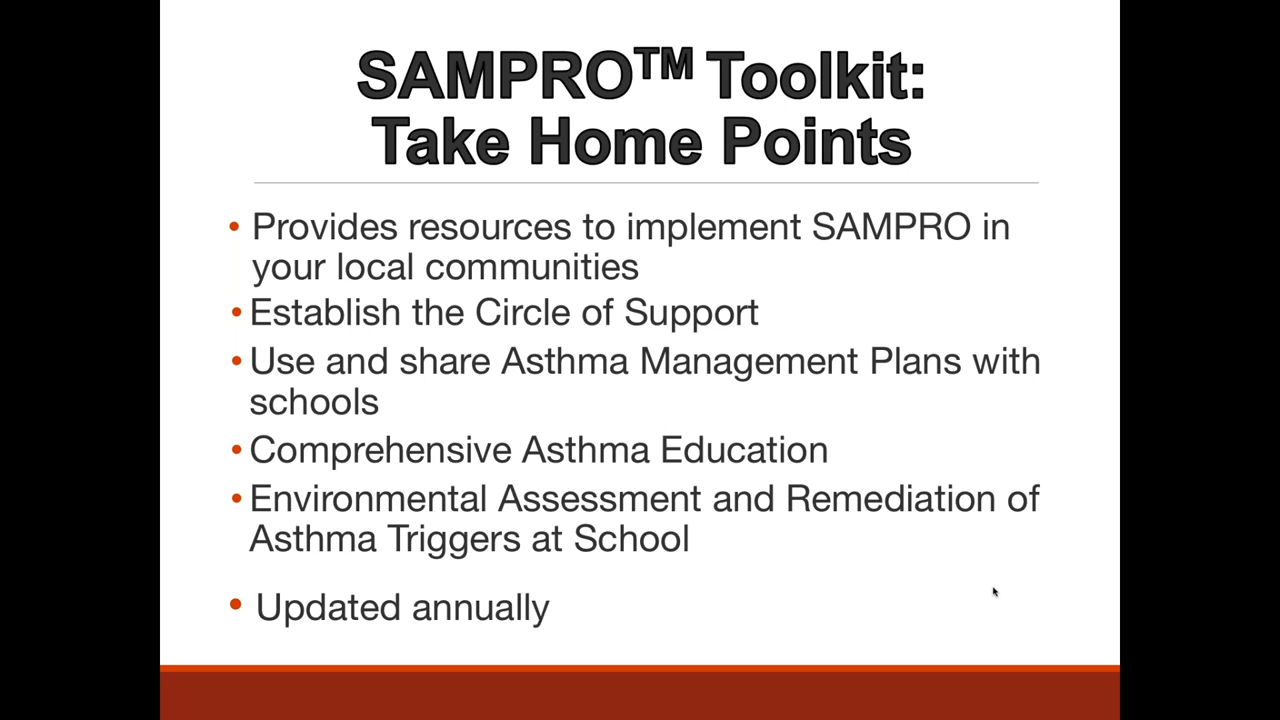 SAMPRO™ Toolkit:
Take Home Points
• Provides resources to implement SAMPRO in
your local communities
• Establish the Circle of Support
• Use and share Asthma Management Plans with
schools
• Comprehensive Asthma Education
• Environmental Assessment and Remediation of
Asthma Triggers at School
• Updated annually